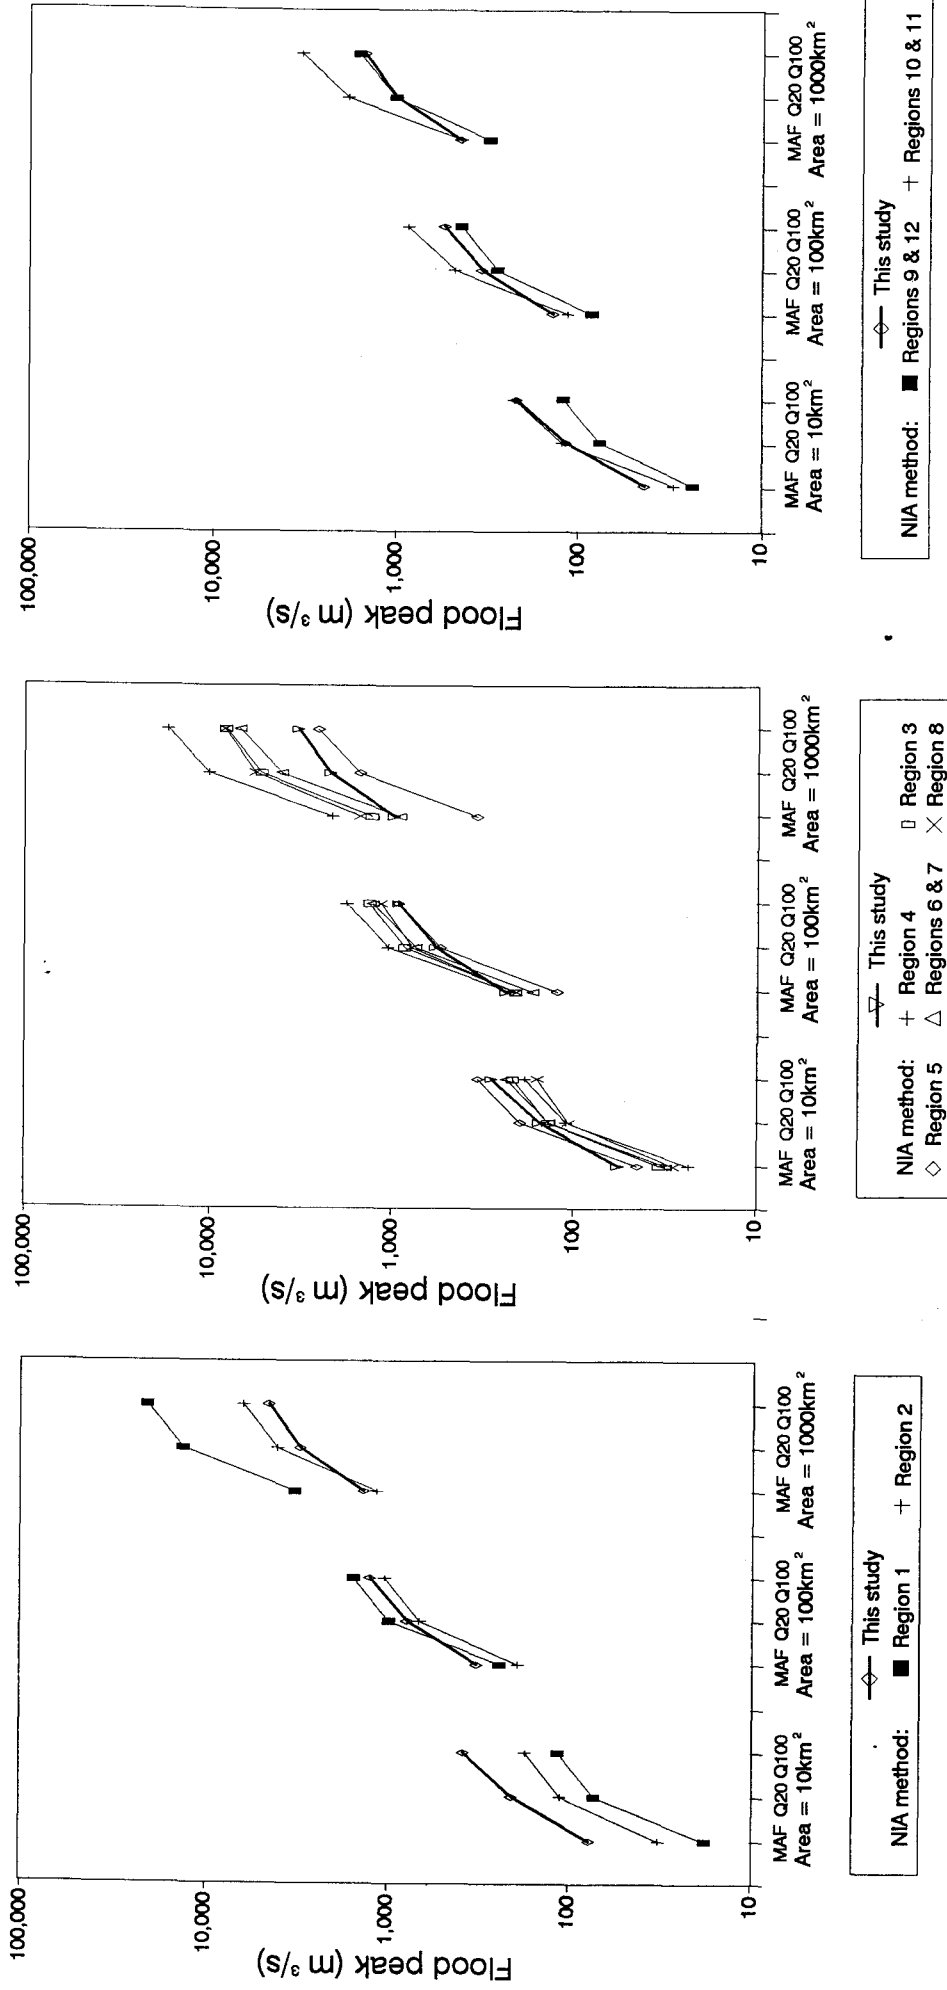 Flood peak (m³/s)
100,000
10,000
1,000
100
10
MAF Q20 Q100
Area = 10km²
MAF Q20 Q100
Area = 100km²
MAF Q20 Q100
Area = 1000km²
This study
NIA method:
Region 1
Region 2
Flood peak (m³/s)
100,000
10,000
1,000
100
10
MAF Q20 Q100
Area = 10km²
MAF Q20 Q100
Area = 100km²
MAF Q20 Q100
Area = 1000km²
This study
NIA method:
Region 4
Region 3
Region 5
Regions 6 & 7
Region 8
Flood peak (m³/s)
100,000
10,000
1,000
100
10
MAF Q20 Q100
Area = 10km²
MAF Q20 Q100
Area = 100km²
MAF Q20 Q100
Area = 1000km²
This study
NIA method:
Regions 9 & 12
Regions 10 & 11